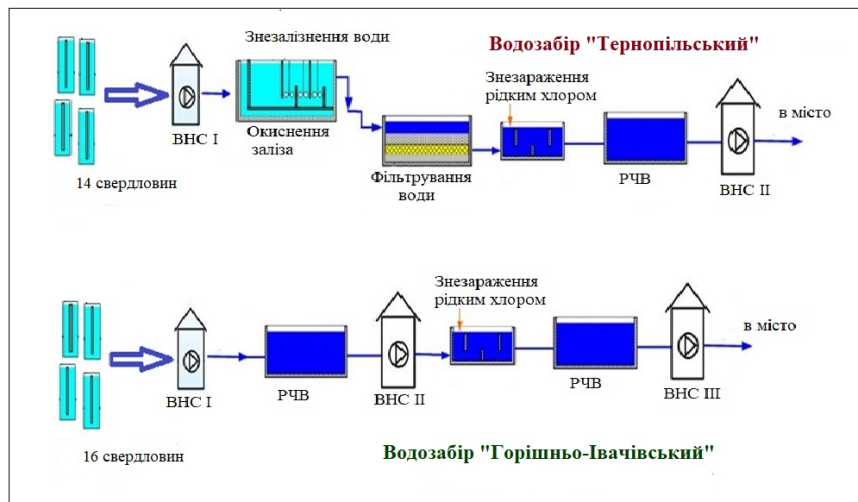 Знезалізнення води
Водозабір "Тернопільський"
Знезараження
рідким хлором
в місто
ВНС I
Окиснення
заліза
Фільтрування
води
РЧВ
ВНС II
14 свердловин
Знезараження
рідким хлором
в місто
ВНС I
РЧВ
ВНС II
РЧВ
ВНС III
16 свердловин
Водозабір "Горішньо-Івачівський"